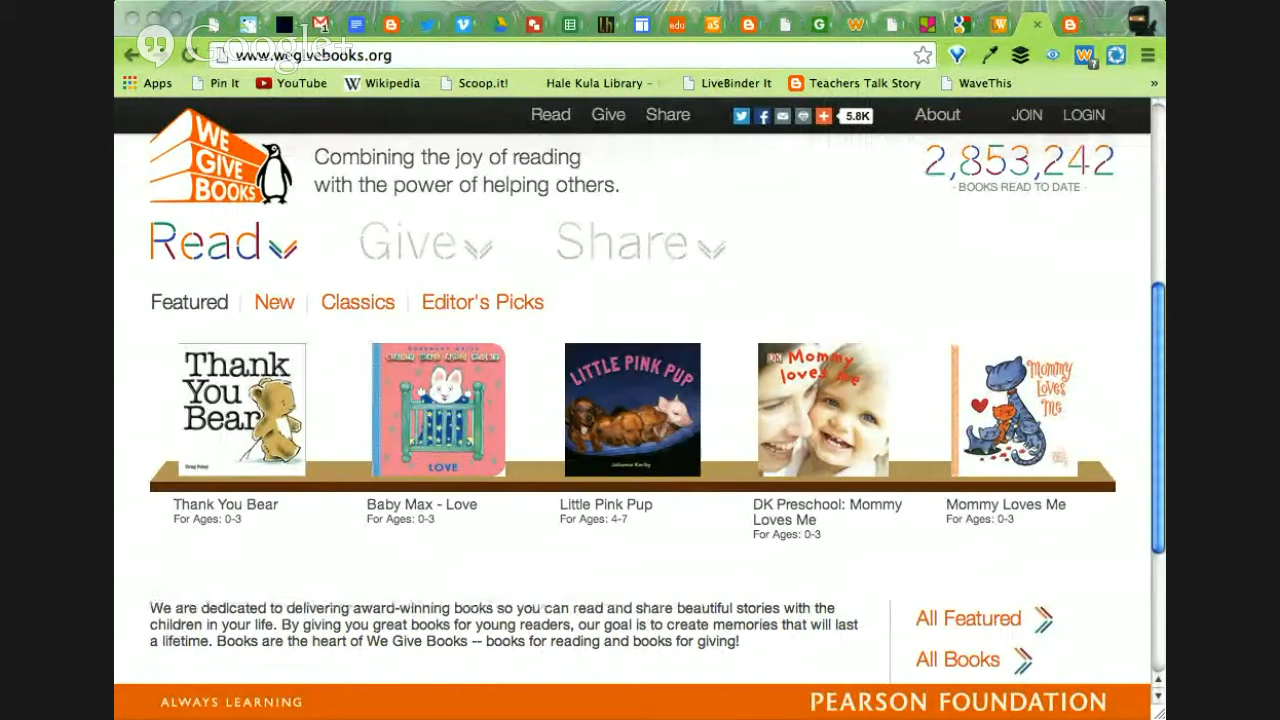 Google+
www.wegivebooks.org
Apps Pin It YouTube Wikipedia Scoop.it! Hale Kula Library - LiveBinder It Teachers Talk Story WaveThis »
Read Give Share 5.8K About JOIN LOGIN
WE
GIVE
BOOKS
Combining the joy of reading
with the power of helping others.
2,853,242
· BOOKS READ TO DATE ·
Read Give Share
Featured New Classics Editor's Picks
Thank
You
Bear
LOVE
LITTLE PINK PUP
DK Mommy
loves me
Mommy
Loves
Me
Thank You Bear
For Ages: 0-3
Baby Max - Love
For Ages: 0-3
Little Pink Pup
For Ages: 4-7
DK Preschool: Mommy
Loves Me
For Ages: 0-3
Mommy Loves Me
For Ages: 0-3
We are dedicated to delivering award-winning books so you can read and share beautiful stories with the
children in your life. By giving you great books for young readers, our goal is to create memories that will last
a lifetime. Books are the heart of We Give Books -- books for reading and books for giving!
All Featured
All Books
ALWAYS LEARNING
PEARSON FOUNDATION